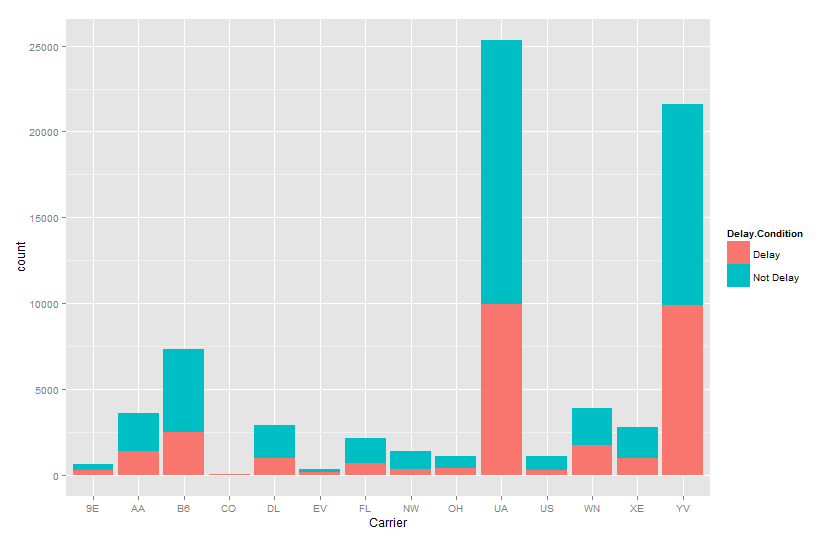 25000
20000
15000
10000
5000
0
count
9E AA B6 CO DL EV FL NW OH UA US WN XE YV
Carrier
Delay.Condition
Delay
Not Delay